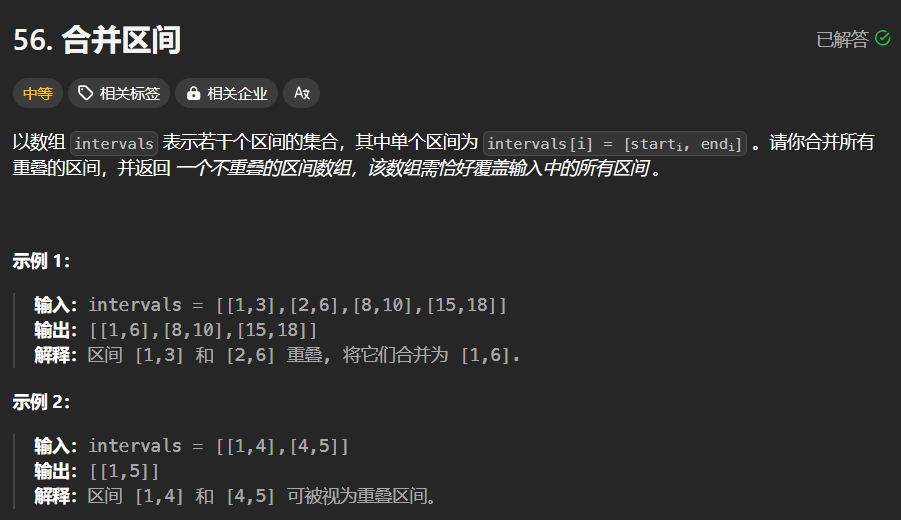 56. 合并区间
已解答
中等 相关标签 相关企业
以数组 intervals 表示若干个区间的集合，其中单个区间为 intervals[i] = [starti, endi] 。请你合并所有
重叠的区间，并返回 一个不重叠的区间数组，该数组需恰好覆盖输入中的所有区间 。
示例 1：
输入：intervals = [[1,3],[2,6],[8,10],[15,18]]
输出：[[1,6],[8,10],[15,18]]
解释：区间 [1,3] 和 [2,6] 重叠, 将它们合并为 [1,6].
示例 2：
输入：intervals = [[1,4],[4,5]]
输出：[[1,5]]
解释：区间 [1,4] 和 [4,5] 可被视为重叠区间。